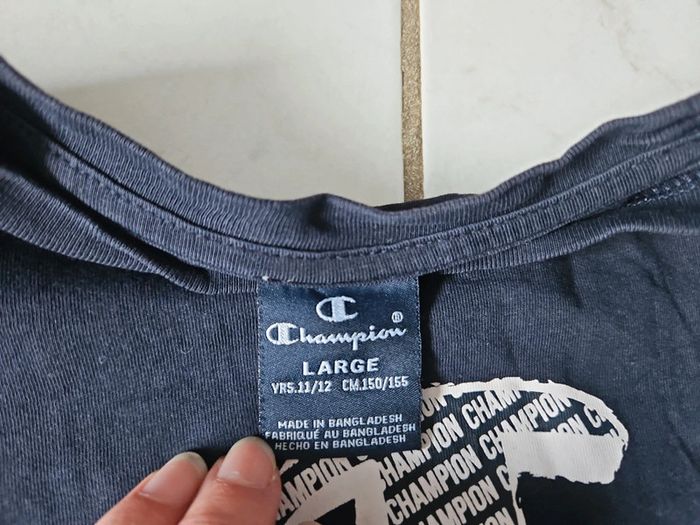 Champion®
LARGE
YRS.11/12 CM.150/155
MADE IN BANGLADESH
FABRIQUÉ AU BANGLADESH
HECHO EN BANGLADESH
CHAMPION CHAM
CHAMPION CHAMPION
CHAMPION CHAMPION
CHAMPION